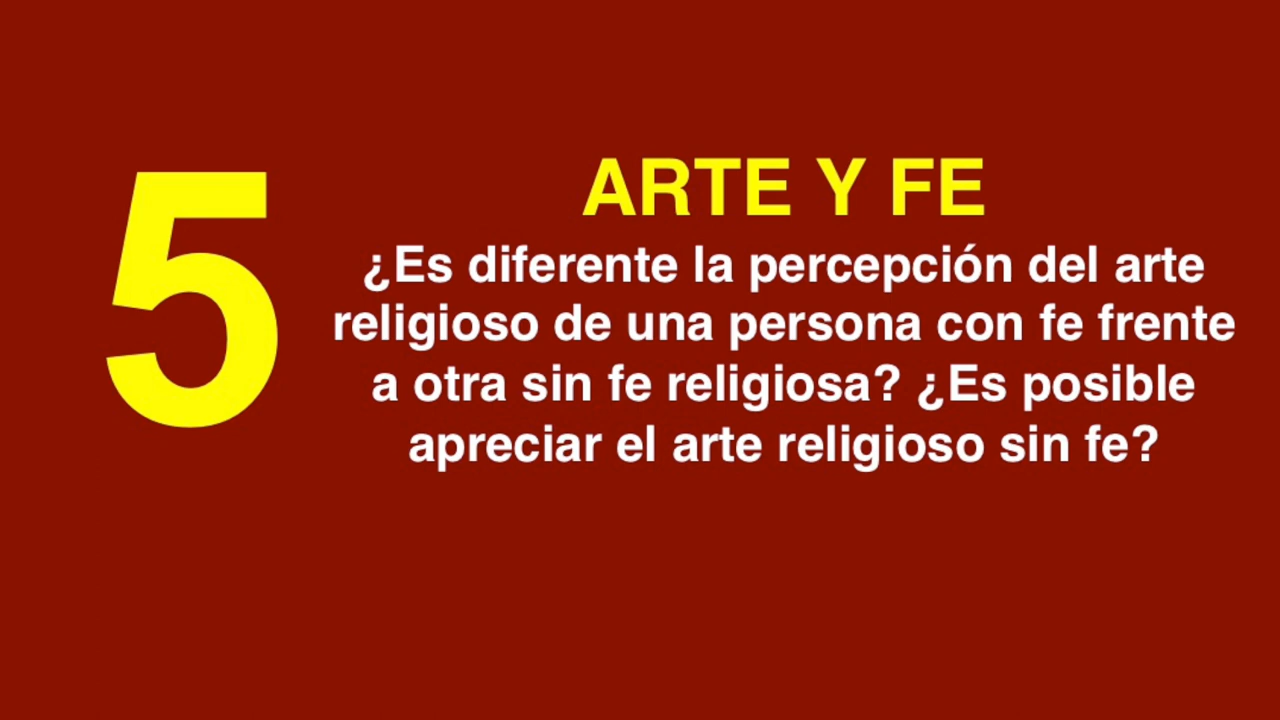 5
ARTE Y FE
¿Es diferente la percepción del arte
religioso de una persona con fe frente
a otra sin fe religiosa? ¿Es posible
apreciar el arte religioso sin fe?